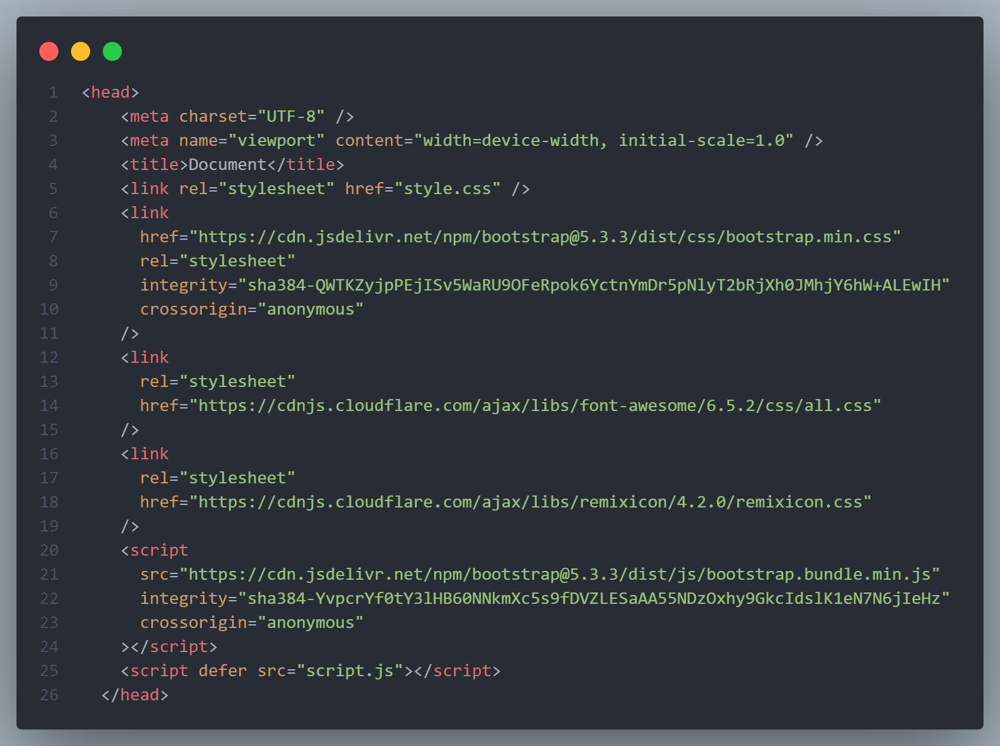 1 <head>
2 <meta charset="UTF-8" />
3 <meta name="viewport" content="width=device-width, initial-scale=1.0" />
4 <title>Document</title>
5 <link rel="stylesheet" href="style.css" />
6 <link
7 href="https://cdn.jsdelivr.net/npm/bootstrap@5.3.3/dist/css/bootstrap.min.css"
8 rel="stylesheet"
9 integrity="sha384-QWTKZyjpPEjISv5WaRU9OFeRpok6YctnYmDr5pNlyT2bRjXh0JMhjY6hW+ALEwIH"
10 crossorigin="anonymous"
11 />
12 <link
13 rel="stylesheet"
14 href="https://cdnjs.cloudflare.com/ajax/libs/font-awesome/6.5.2/css/all.css"
15 />
16 <link
17 rel="stylesheet"
18 href="https://cdnjs.cloudflare.com/ajax/libs/remixicon/4.2.0/remixicon.css"
19 />
20 <script
21 src="https://cdn.jsdelivr.net/npm/bootstrap@5.3.3/dist/js/bootstrap.bundle.min.js"
22 integrity="sha384-YvpcrYf0tY3lHB60NNkmXc5s9fDVZLESaAA55NDzOxhy9GkcIdslK1eN7N6jIeHz"
23 crossorigin="anonymous"
24 ></script>
25 <script defer src="script.js"></script>
26 </head>